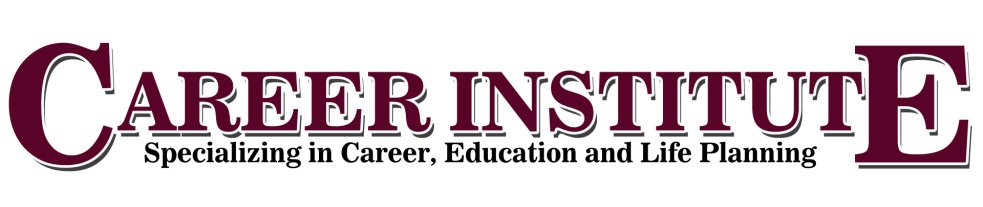 CAREER INSTITUTE
Specializing in Career, Education and Life Planning